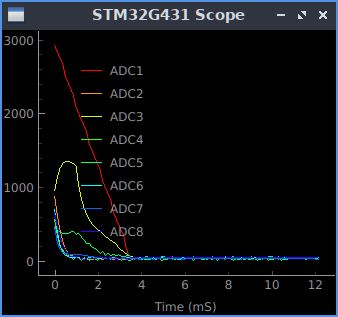 STM32G431 Scope
3000
2000
1000
0
ADC1
ADC2
ADC3
ADC4
ADC5
ADC6
ADC7
ADC8
0 2 4 6 8 10 12
Time (mS)